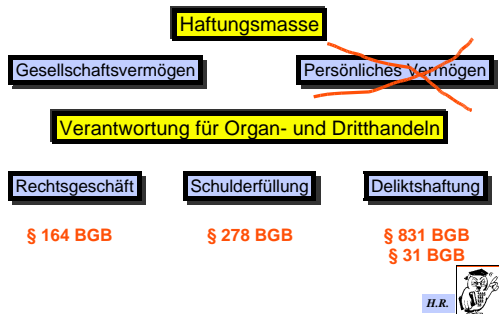 Haftungsmasse
Gesellschaftsvermögen
Persönliches Vermögen
Verantwortung für Organ- und Dritthandeln
Rechtsgeschäft
Schulderfüllung
Deliktshaftung
§ 164 BGB
§ 278 BGB
§ 831 BGB
§ 31 BGB
H.R.